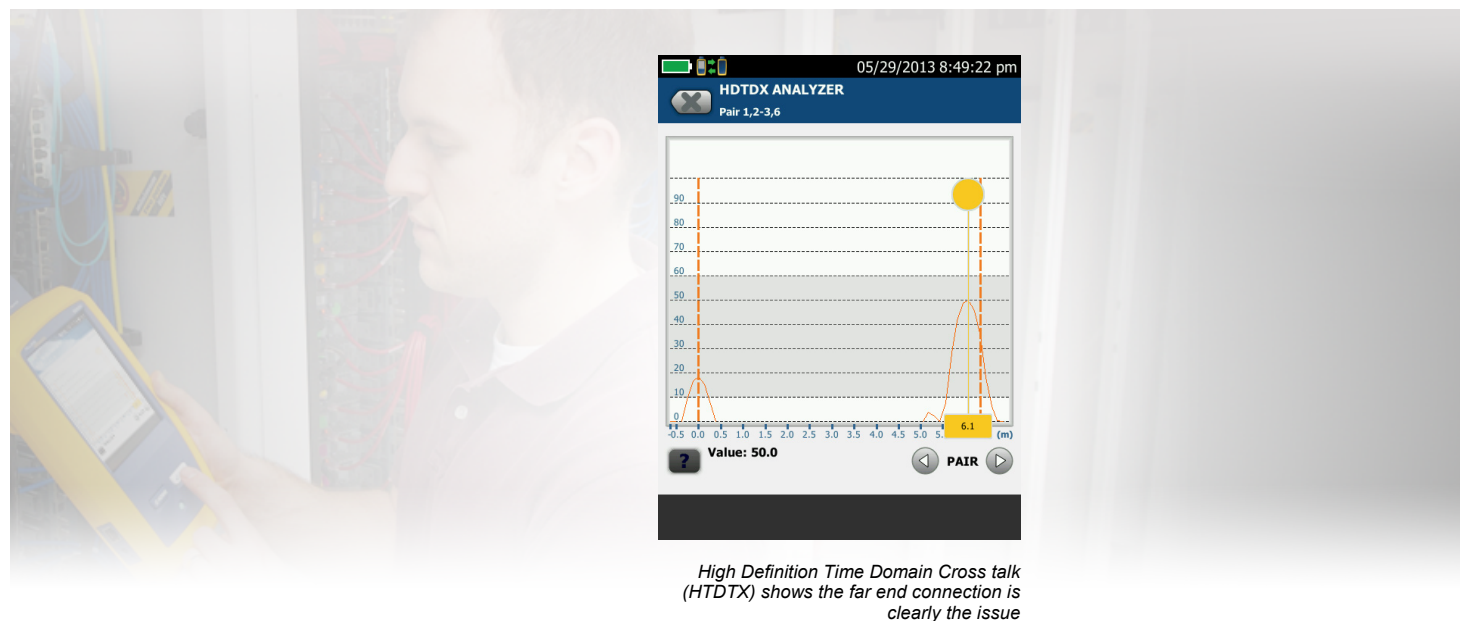 05/29/2013 8:49:22 pm
HDTDX ANALYZER
Pair 1,2-3,6
90
80
70
60
50
40
30
20
10
0
-0.5 0.0 0.5 1.0 1.5 2.0 2.5 3.0 3.5 4.0 4.5 5.0 5. 6.1 (m)
? Value: 50.0 PAIR
High Definition Time Domain Cross talk
(HTDTX) shows the far end connection is
clearly the issue